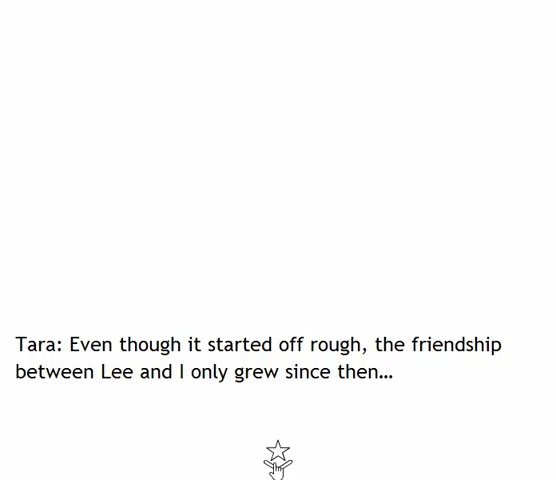 Tara: Even though it started off rough, the friendship
between Lee and I only grew since then…